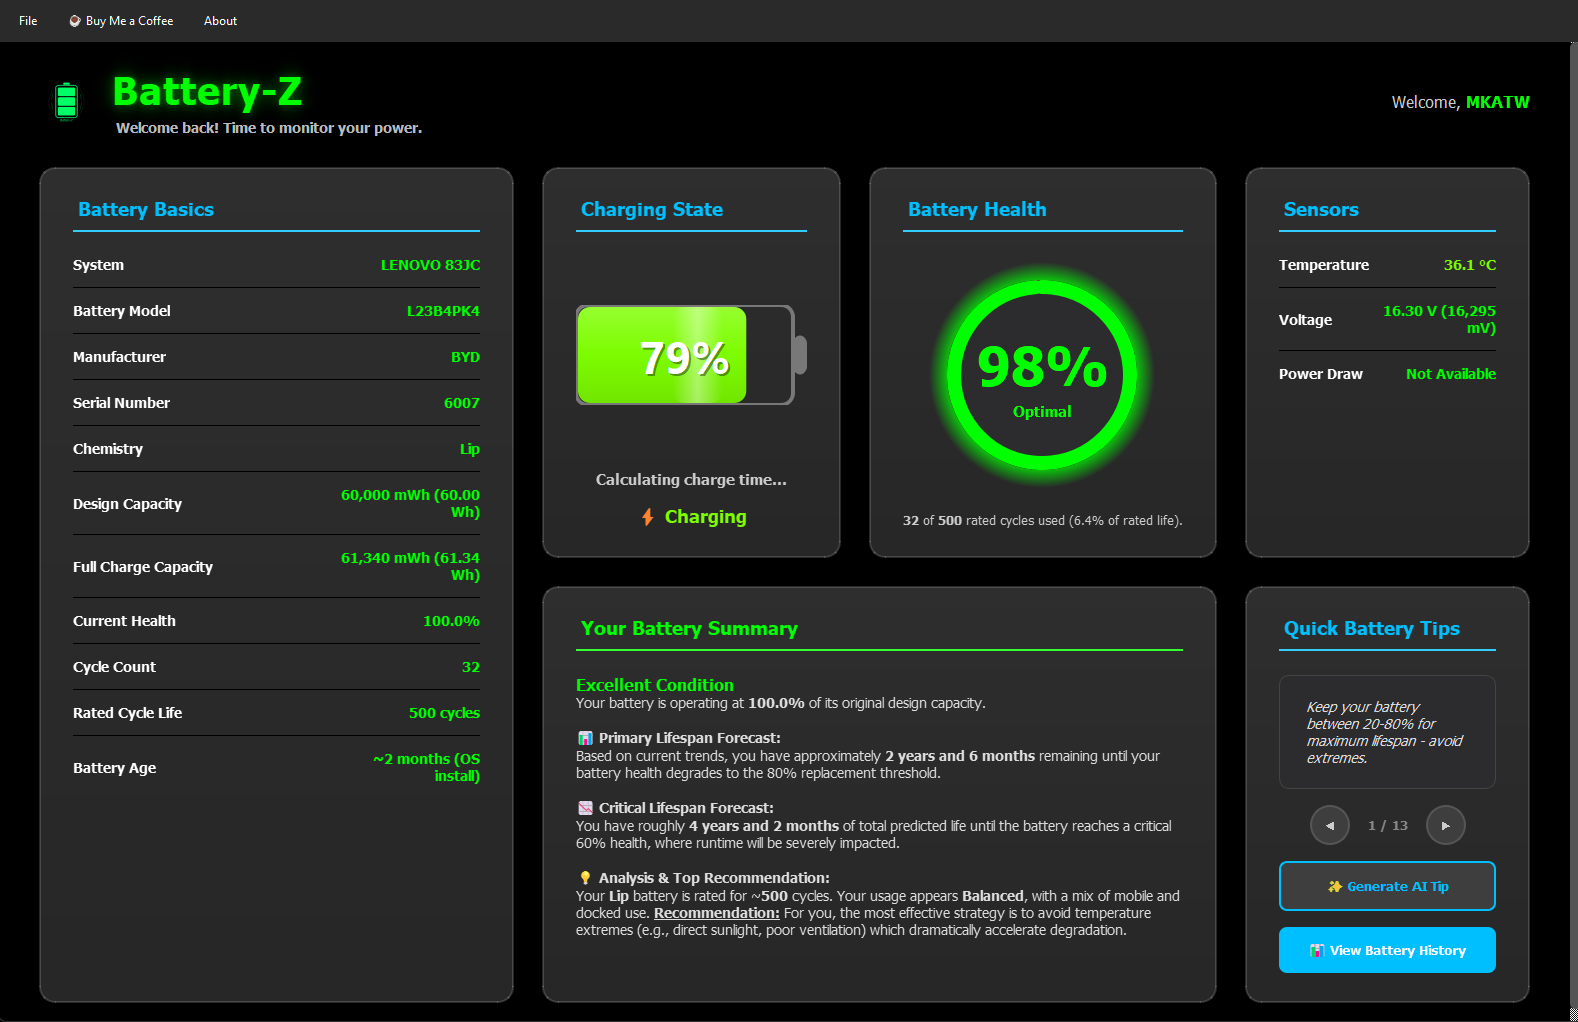 File
☕ Buy Me a Coffee
About
Battery-Z
Welcome back! Time to monitor your power.
Welcome, MKATW
Battery Basics
System LENOVO 83JC
Battery Model L23B4PK4
Manufacturer BYD
Serial Number 6007
Chemistry Lip
Design Capacity 60,000 mWh (60.00
Wh)
Full Charge Capacity 61,340 mWh (61.34
Wh)
Current Health 100.0%
Cycle Count 32
Rated Cycle Life 500 cycles
Battery Age ~2 months (OS
install)
Charging State
79%
Calculating charge time...
⚡ Charging
Battery Health
98%
Optimal
32 of 500 rated cycles used (6.4% of rated life).
Sensors
Temperature 36.1 °C
Voltage 16.30 V (16,295
mV)
Power Draw Not Available
Your Battery Summary
Excellent Condition
Your battery is operating at 100.0% of its original design capacity.
📊 Primary Lifespan Forecast:
Based on current trends, you have approximately 2 years and 6 months remaining until your
battery health degrades to the 80% replacement threshold.
📉 Critical Lifespan Forecast:
You have roughly 4 years and 2 months of total predicted life until the battery reaches a critical
60% health, where runtime will be severely impacted.
💡 Analysis & Top Recommendation:
Your Lip battery is rated for ~500 cycles. Your usage appears Balanced, with a mix of mobile and
docked use. Recommendation: For you, the most effective strategy is to avoid temperature
extremes (e.g., direct sunlight, poor ventilation) which dramatically accelerate degradation.
Quick Battery Tips
Keep your battery
between 20-80% for
maximum lifespan - avoid
extremes.
◀ 1 / 13 ▶
✨ Generate AI Tip
📊 View Battery History